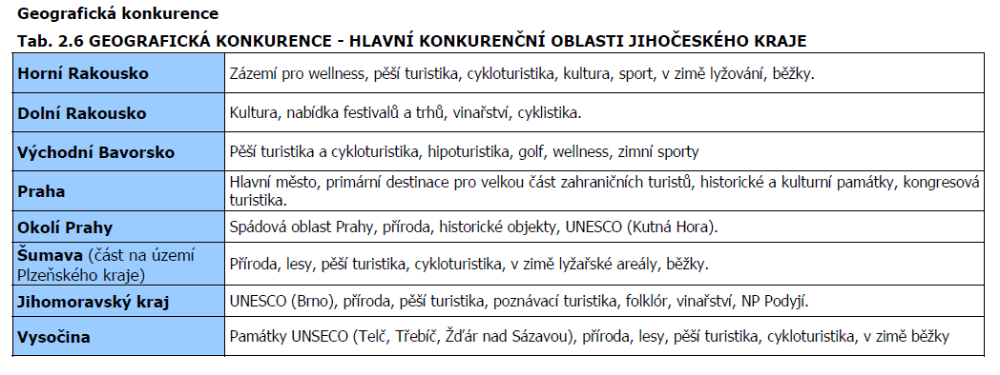 Geografická konkurence
Tab. 2.6 GEOGRAFICKÁ KONKURENCE - HLAVNÍ KONKURENČNÍ OBLASTI JIHOČESKÉHO KRAJE
Horní Rakousko
Zázemí pro wellness, pěší turistika, cykloturistika, kultura, sport, v zimě lyžování, běžky.
Dolní Rakousko
Kultura, nabídka festivalů a trhů, vinařství, cyklistika.
Východní Bavorsko
Pěší turistika a cykloturistika, hipoturistika, golf, wellness, zimní sporty
Praha
Hlavní město, primární destinace pro velkou část zahraničních turistů, historické a kulturní památky, kongresová
turistika.
Okolí Prahy
Spádová oblast Prahy, příroda, historické objekty, UNESCO (Kutná Hora).
Šumava (část na území
Plzeňského kraje)
Příroda, lesy, pěší turistika, cykloturistika, v zimě lyžařské areály, běžky.
Jihomoravský kraj
UNESCO (Brno), příroda, pěší turistika, poznávací turistika, folklór, vinařství, NP Podyjí.
Vysočina
Památky UNSECO (Telč, Třebíč, Žďár nad Sázavou), příroda, lesy, pěší turistika, cykloturistika, v zimě běžky